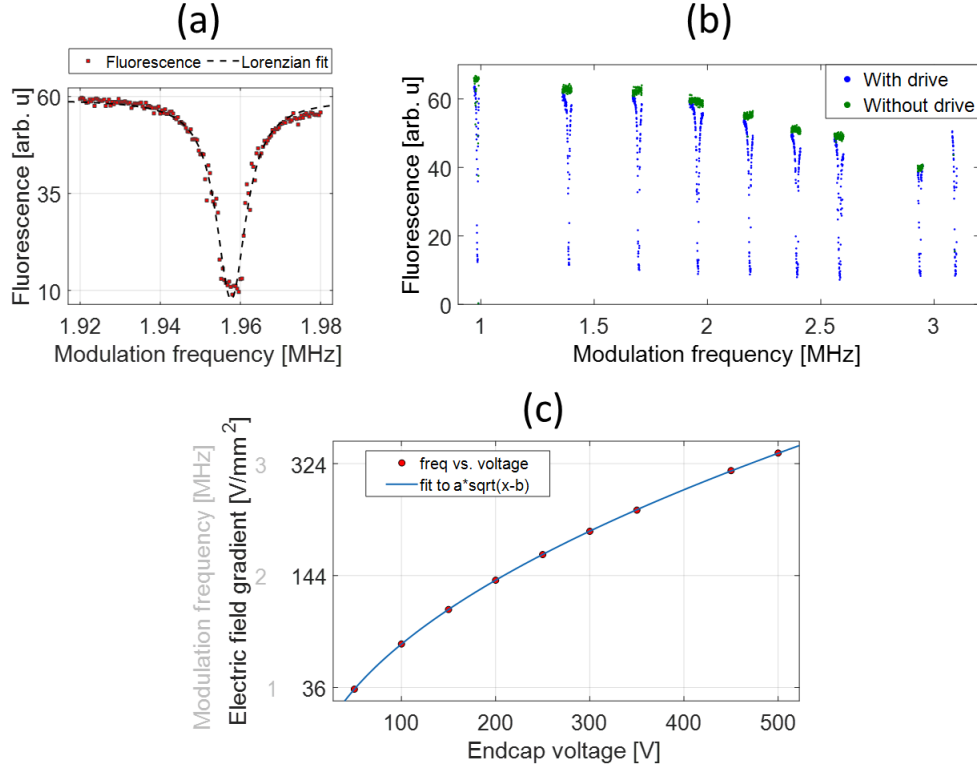 (a)
Fluorescence
Lorenzian fit
Fluorescence [arb. u]
60
35
10
1.92
1.94
1.96
1.98
Modulation frequency [MHz]
(b)
With drive
Without drive
Fluorescence [arb. u]
60
40
20
0
1
1.5
2
2.5
3
Modulation frequency [MHz]
(c)
freq vs. voltage
fit to a*sqrt(x-b)
Modulation frequency [MHz]
Electric field gradient [V/mm²]
3
324
2
144
1
36
100
200
300
400
500
Endcap voltage [V]